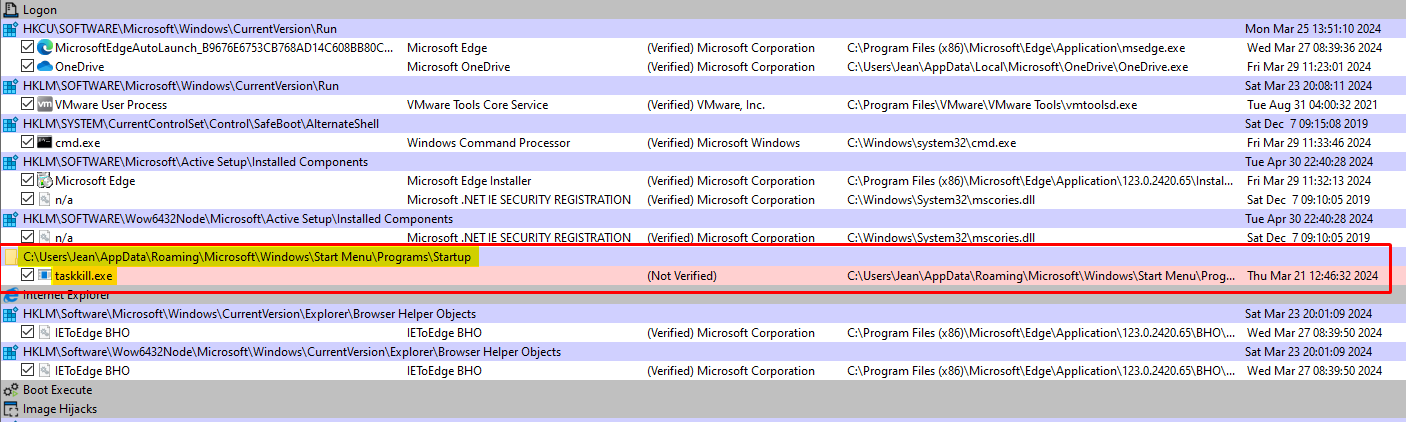 Logon
HKCU\SOFTWARE\Microsoft\Windows\CurrentVersion\Run Mon Mar 25 13:51:10 2024
MicrosoftEdgeAutoLaunch_B9676E6753CB768AD14C608BB80C... Microsoft Edge (Verified) Microsoft Corporation C:\Program Files (x86)\Microsoft\Edge\Application\msedge.exe Wed Mar 27 08:39:36 2024
OneDrive Microsoft OneDrive (Verified) Microsoft Corporation C:\Users\Jean\AppData\Local\Microsoft\OneDrive\OneDrive.exe Fri Mar 29 11:23:01 2024
HKLM\SOFTWARE\Microsoft\Windows\CurrentVersion\Run Sat Mar 23 20:08:11 2024
vm VMware User Process VMware Tools Core Service (Verified) VMware, Inc. C:\Program Files\VMware\VMware Tools\vmtoolsd.exe Tue Aug 31 04:00:32 2021
HKLM\SYSTEM\CurrentControlSet\Control\SafeBoot\AlternateShell Sat Dec 7 09:15:08 2019
cmd.exe Windows Command Processor (Verified) Microsoft Windows C:\Windows\system32\cmd.exe Fri Mar 29 11:33:46 2024
HKLM\SOFTWARE\Microsoft\Active Setup\Installed Components Tue Apr 30 22:40:28 2024
Microsoft Edge Microsoft Edge Installer (Verified) Microsoft Corporation C:\Program Files (x86)\Microsoft\Edge\Application\123.0.2420.65\Instal... Fri Mar 29 11:32:13 2024
n/a Microsoft .NET IE SECURITY REGISTRATION (Verified) Microsoft Corporation C:\Windows\System32\mscories.dll Sat Dec 7 09:10:05 2019
HKLM\SOFTWARE\Wow6432Node\Microsoft\Active Setup\Installed Components Tue Apr 30 22:40:28 2024
n/a Microsoft .NET IE SECURITY REGISTRATION (Verified) Microsoft Corporation C:\Windows\System32\mscories.dll Sat Dec 7 09:10:05 2019
C:\Users\Jean\AppData\Roaming\Microsoft\Windows\Start Menu\Programs\Startup
taskkill.exe (Not Verified) C:\Users\Jean\AppData\Roaming\Microsoft\Windows\Start Menu\Prog... Thu Mar 21 12:46:32 2024
Internet Explorer
HKLM\Software\Microsoft\Windows\CurrentVersion\Explorer\Browser Helper Objects Sat Mar 23 20:01:09 2024
IEToEdge BHO IEToEdge BHO (Verified) Microsoft Corporation C:\Program Files (x86)\Microsoft\Edge\Application\123.0.2420.65\BHO\... Wed Mar 27 08:39:50 2024
HKLM\Software\Wow6432Node\Microsoft\Windows\CurrentVersion\Explorer\Browser Helper Objects Sat Mar 23 20:01:09 2024
IEToEdge BHO IEToEdge BHO (Verified) Microsoft Corporation C:\Program Files (x86)\Microsoft\Edge\Application\123.0.2420.65\BHO\... Wed Mar 27 08:39:50 2024
Boot Execute
Image Hijacks